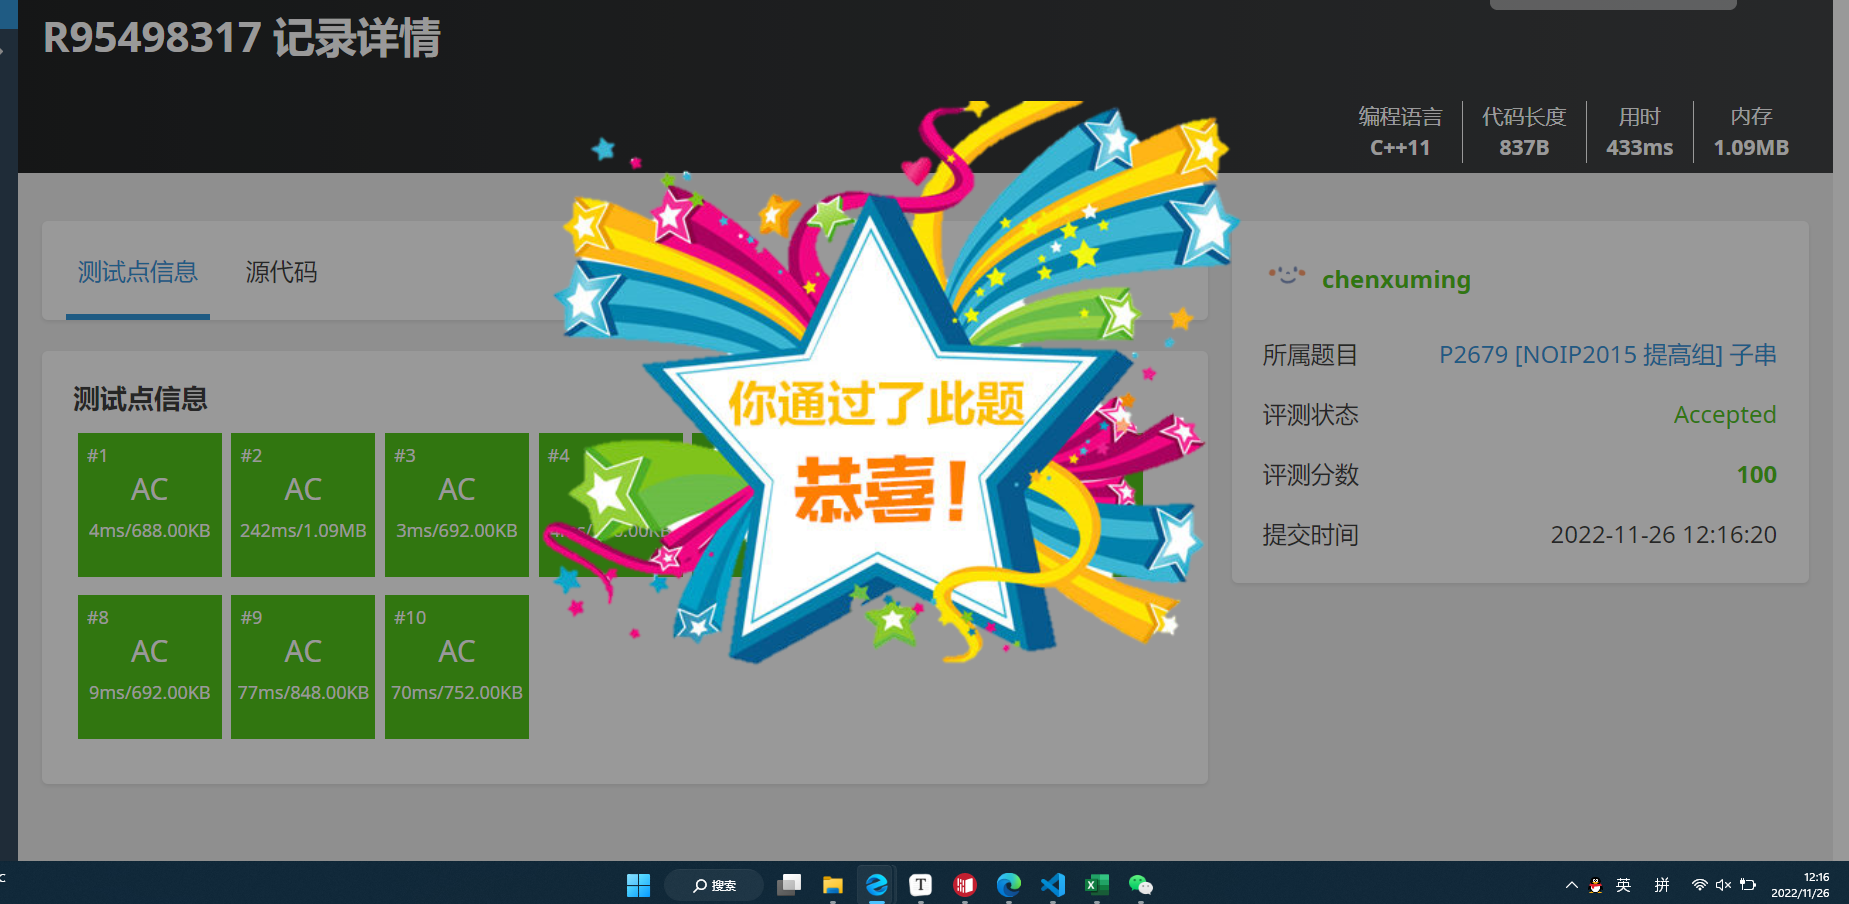 R95498317 记录详情
编程语言
C++11
代码长度
837B
用时
433ms
内存
1.09MB
测试点信息
源代码
测试点信息
#1
AC
4ms/688.00KB
#2
AC
242ms/1.09MB
#3
AC
3ms/692.00KB
#4
#8
AC
9ms/692.00KB
#9
AC
77ms/848.00KB
#10
AC
70ms/752.00KB
你通过了此题
恭喜!
chenxuming
所属题目
P2679 [NOIP2015 提高组] 子串
评测状态
Accepted
评测分数
100
提交时间
2022-11-26 12:16:20
搜索
英
拼
12:16
2022/11/26